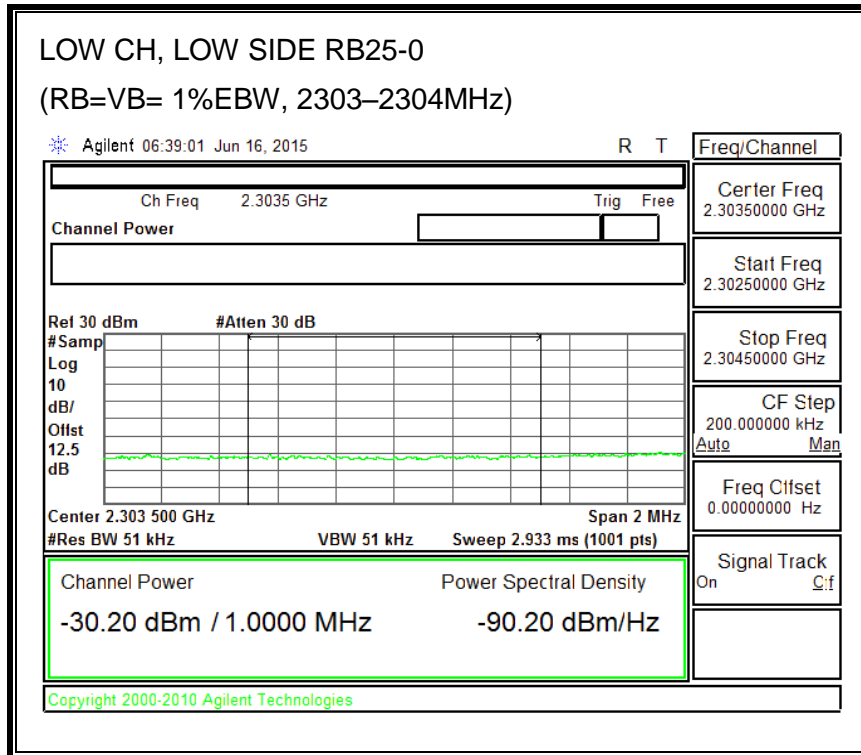 LOW CH, LOW SIDE RB25-0
(RB=VB= 1%EBW, 2303–2304MHz)
Agilent 06:39:01 Jun 16, 2015 R T
Freq/Channel
Ch Freq 2.3035 GHz Trig Free
Channel Power
Center Freq
2.30350000 GHz
Start Freq
2.30250000 GHz
Ref 30 dBm #Atten 30 dB
#Samp
Log
10
dB/
Offst
12.5
dB
Stop Freq
2.30450000 GHz
CF Step
200.000000 kHz
Auto Man
Freq Offset
0.00000000 Hz
Center 2.303 500 GHz Span 2 MHz
#Res BW 51 kHz VBW 51 kHz Sweep 2.933 ms (1001 pts)
Signal Track
On Off
Channel Power Power Spectral Density
-30.20 dBm / 1.0000 MHz -90.20 dBm/Hz
Copyright 2000-2010 Agilent Technologies